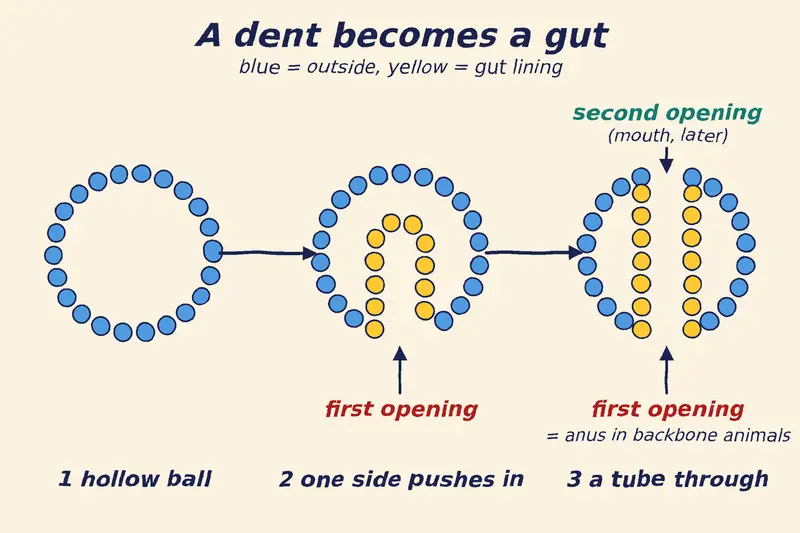 A dent becomes a gut
blue = outside, yellow = gut lining
second opening
(mouth, later)
first opening
first opening
= anus in backbone animals
1 hollow ball
2 one side pushes in
3 a tube through